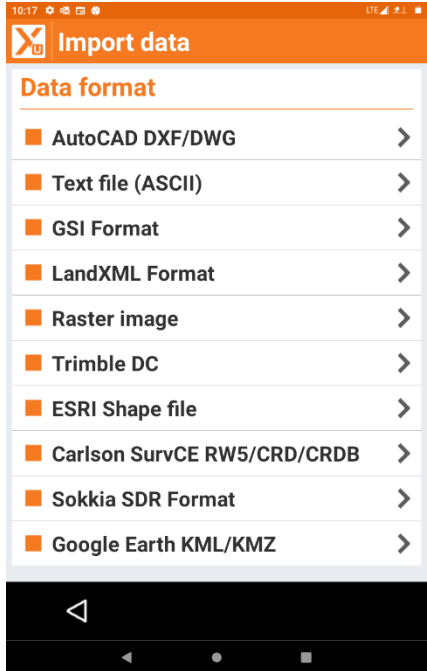 10:17
LTE
Xu Import data
Data format
AutoCAD DXF/DWG
Text file (ASCII)
GSI Format
LandXML Format
Raster image
Trimble DC
ESRI Shape file
Carlson SurvCE RW5/CRD/CRDB
Sokkia SDR Format
Google Earth KML/KMZ